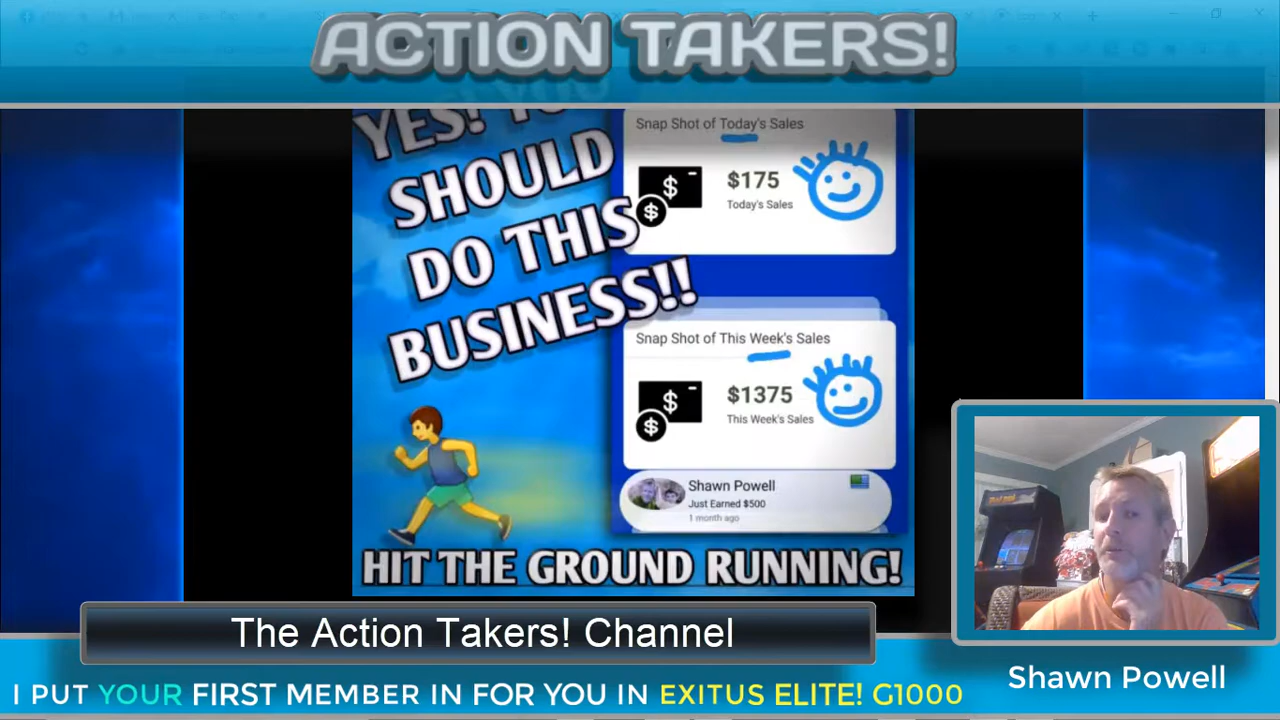 ACTION TAKERS!
YES! YOU
SHOULD
DO THIS
BUSINESS!!
Snap Shot of Today's Sales
$175
Today's Sales
Snap Shot of This Week's Sales
$1375
This Week's Sales
Shawn Powell
Just Earned $500
1 month ago
HIT THE GROUND RUNNING!
The Action Takers! Channel
Shawn Powell
I PUT YOUR FIRST MEMBER IN FOR YOU IN EXITUS ELITE! G1000